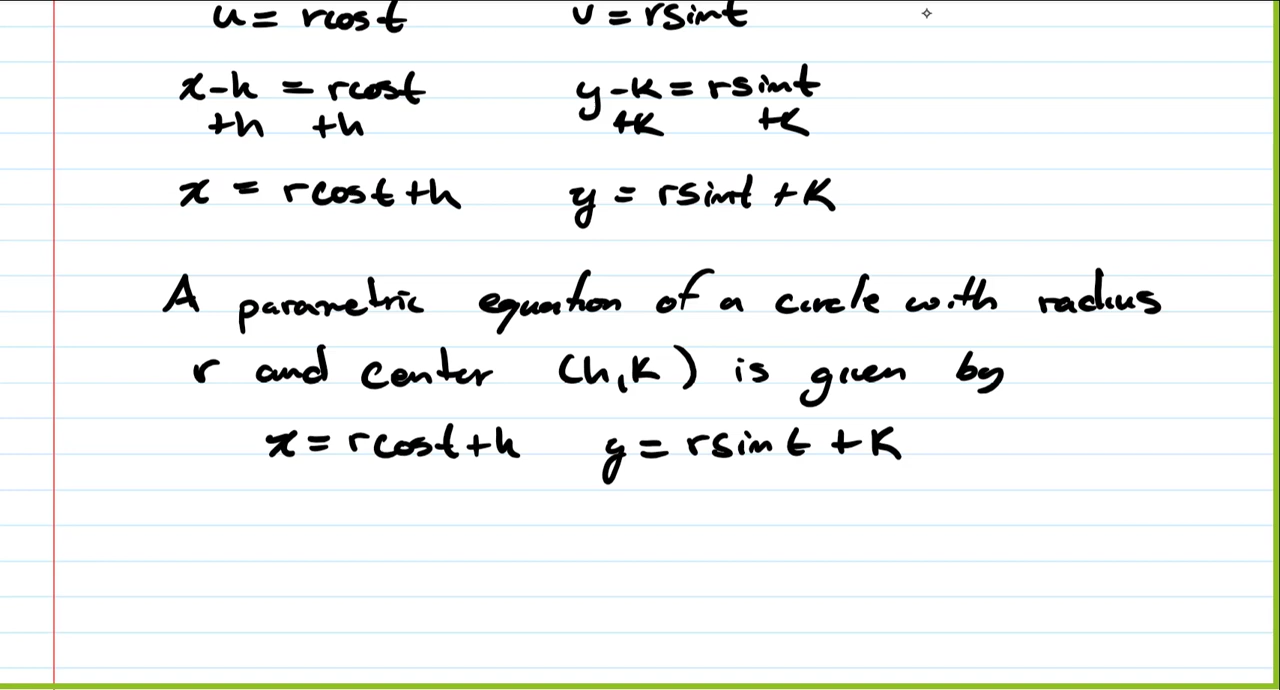 u = rcost v = rsint
x-h = rcost y-k = rsint
+h +h +k +k
x = rcost+h y = rsint +k
A parametric equation of a circle with radius
r and center (h,k) is given by
x = rcost+h y = rsint +k